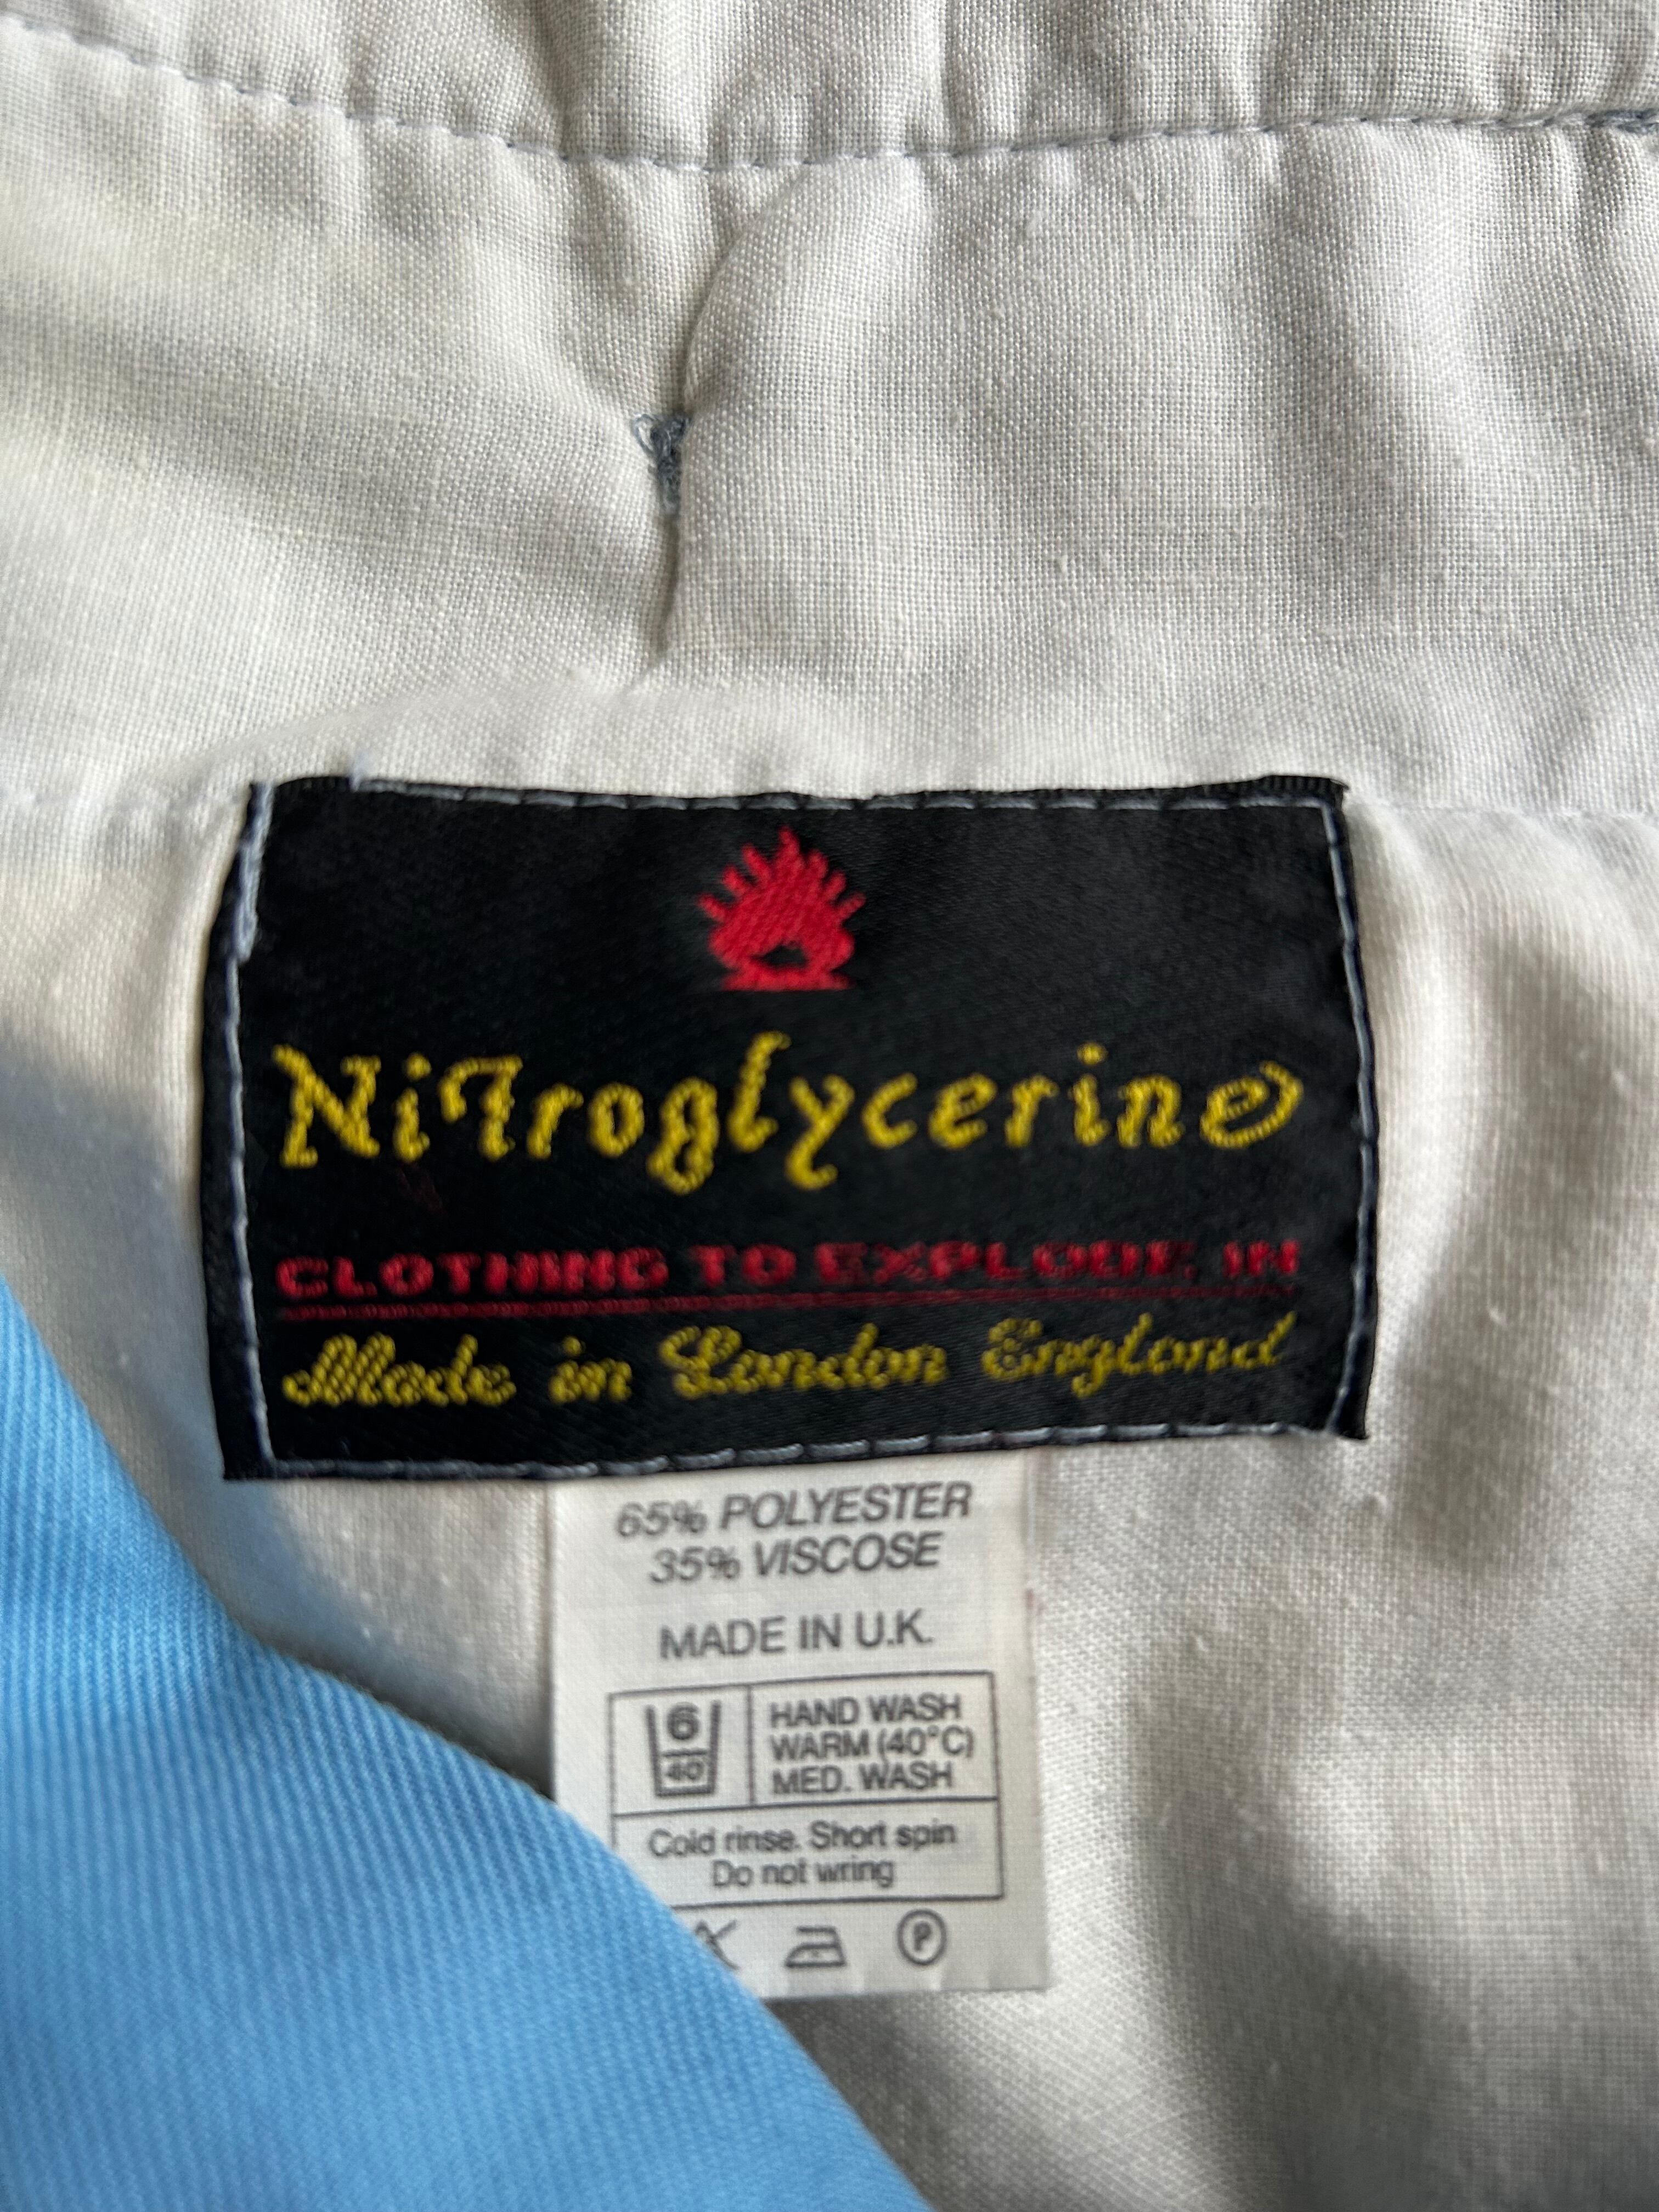 NiTroglycerine
CLOTHING TO EXPLODE IN
Made in London England
65% POLYESTER
35% VISCOSE
MADE IN U.K.
6
40
HAND WASH
WARM (40°C)
MED. WASH
Cold rinse. Short spin
Do not wring
P